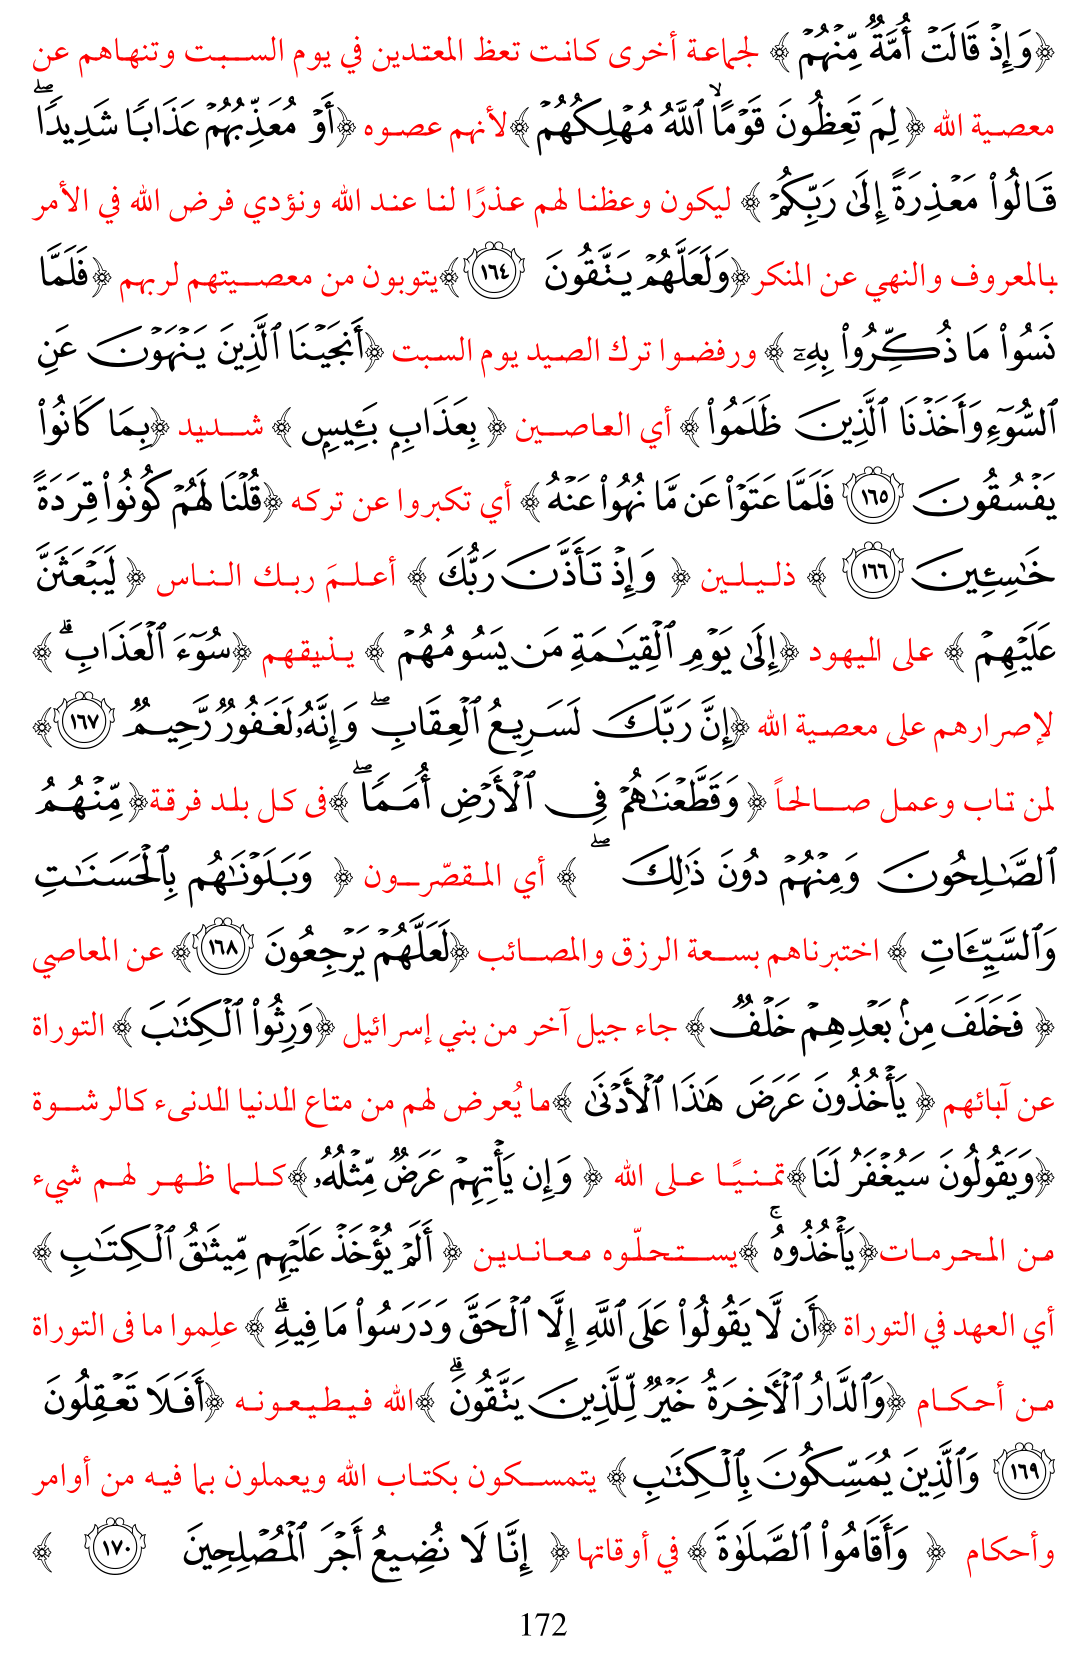 ﴿وَإِذۡ قَالَتۡ أُمَّةٞ مِّنۡهُمۡ ﴾ لجماعة أخرى كانت تعظ المعتدين في يوم السبت وتنهاهم عن
معصية الله ﴿ لِمَ تَعِظُونَ قَوۡمًا ٱللَّهُ مُهۡلِكُهُمۡ ﴾لأنهم عصوه ﴿أَوۡ مُعَذِّبُهُمۡ عَذَابٗا شَدِيدٗاۖ
قَالُواْ مَعۡذِرَةً إِلَىٰ رَبِّكُمۡ ﴾ ليكون وعظنا لهم عذرًا لنا عند الله ونؤدي فرض الله في الأمر
بالمعروف والنهي عن المنكر﴿وَلَعَلَّهُمۡ يَتَّقُونَ ١٦٤﴾يتوبون من معصيتهم لربهم ﴿فَلَمَّا
نَسُواْ مَا ذُكِّرُواْ بِهِۦٓ ﴾ ورفضوا ترك الصيد يوم السبت ﴿أَنجَيۡنَا ٱلَّذِينَ يَنۡهَوۡنَ عَنِ
ٱلسُّوٓءِ وَأَخَذۡنَا ٱلَّذِينَ ظَلَمُواْ ﴾ أي العاصين ﴿ بِعَذَابِۭ بَـِٔيسِۭ ﴾ شديد ﴿بِمَا كَانُواْ
يَفۡسُقُونَ ١٦٥ فَلَمَّا عَتَوۡاْ عَن مَّا نُهُواْ عَنۡهُ ﴾ أي تكبروا عن تركه ﴿قُلۡنَا لَهُمۡ كُونُواْ قِرَدَةً
خَٰسِـِٔينَ ١٦٦ ﴾ ذليلين ﴿ وَإِذۡ تَأَذَّنَ رَبُّكَ ﴾ أعلمَ ربك الناس ﴿ لَيَبۡعَثَنَّ
عَلَيۡهِمۡ ﴾ على اليهود ﴿إِلَىٰ يَوۡمِ ٱلۡقِيَٰمَةِ مَن يَسُومُهُمۡ ﴾ يذيقهم ﴿سُوٓءَ ٱلۡعَذَابِۗ ﴾
لإصرارهم على معصية الله ﴿إِنَّ رَبَّكَ لَسَرِيعُ ٱلۡعِقَابِۖ وَإِنَّهُۥ لَغَفُورٞ رَّحِيمٞ ١٦٧﴾
لمن تاب وعمل صالحاً ﴿ وَقَطَّعۡنَٰهُمۡ فِي ٱلۡأَرۡضِ أُمَمٗاۖ ﴾فى كل بلد فرقة﴿مِّنۡهُمُ
ٱلصَّٰلِحُونَ وَمِنۡهُمۡ دُونَ ذَٰلِكَۖ ﴾ أي المقصّرون ﴿ وَبَلَوۡنَٰهُم بِٱلۡحَسَنَٰتِ
وَٱلسَّيِّـَٔاتِ ﴾ اختبرناهم بسعة الرزق والمصائب ﴿لَعَلَّهُمۡ يَرۡجِعُونَ ١٦٨﴾ عن المعاصي
﴿ فَخَلَفَ مِنۢ بَعۡدِهِمۡ خَلۡفٞ﴾ جاء جيل آخر من بني إسرائيل ﴿وَرِثُواْ ٱلۡكِتَٰبَ ﴾ التوراة
عن آبائهم ﴿ يَأۡخُذُونَ عَرَضَ هَٰذَا ٱلۡأَدۡنَىٰ ﴾ما يُعرض لهم من متاع الدنيا الدنىء كالرشوة
﴿وَيَقُولُونَ سَيُغۡفَرُ لَنَا﴾تمنيًا على الله ﴿ وَإِن يَأۡتِهِمۡ عَرَضٞ مِّثۡلُهُۥ ﴾كلما ظهر لهم شيء
من المحرمات﴿يَأۡخُذُوهُۚ ﴾يستحلّوه معاندين ﴿ أَلَمۡ يُؤۡخَذۡ عَلَيۡهِم مِّيثَٰقُ ٱلۡكِتَٰبِ ﴾
أي العهد في التوراة ﴿أَن لَّا يَقُولُواْ عَلَى ٱللَّهِ إِلَّا ٱلۡحَقَّ وَدَرَسُواْ مَا فِيهِۗ ﴾ علِموا ما فى التوراة
من أحكام ﴿وَٱلدَّارُ ٱلۡأٓخِرَةُ خَيۡرٞ لِّلَّذِينَ يَتَّقُونَۗ ﴾الله فيطيعونه ﴿أَفَلَا تَعۡقِلُونَ
١٦٩ وَٱلَّذِينَ يُمَسِّكُونَ بِٱلۡكِتَٰبِ ﴾ يتمسكون بكتاب الله ويعملون بما فيه من أوامر
وأحكام ﴿ وَأَقَامُواْ ٱلصَّلَوٰةَ ﴾ في أوقاتها ﴿ إِنَّا لَا نُضِيعُ أَجۡرَ ٱلۡمُصۡلِحِينَ ١٧٠ ﴾
172